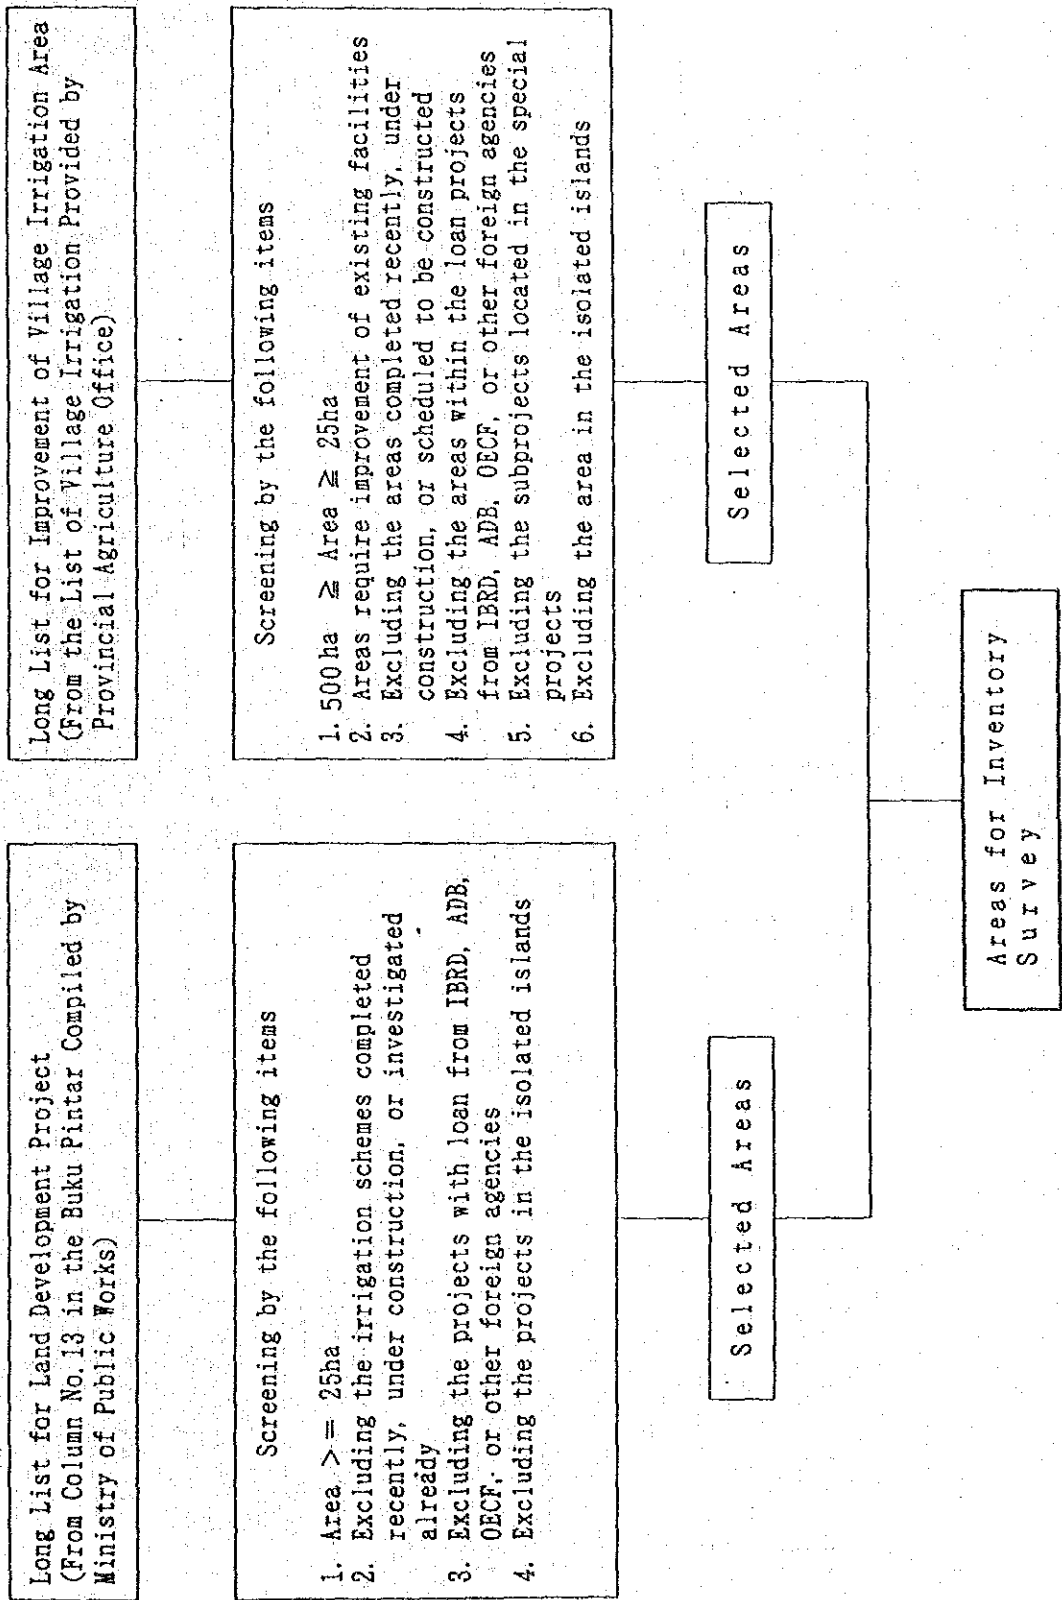 Long List for Land Development Project
(From Column No.13 in the Buku Pintar Compiled by
Ministry of Public Works)
Screening by the following items
1. Area >= 25ha
2. Excluding the irrigation schemes completed
recently, under construction, or investigated
already
3. Excluding the projects with loan from IBRD, ADB,
OECF, or other foreign agencies
4. Excluding the projects in the isolated islands
Selected Areas
Long List for Improvement of Village Irrigation Area
(From the List of Village Irrigation Provided by
Provincial Agriculture Office)
Screening by the following items
1. 500ha ≧ Area ≧ 25ha
2. Areas require improvement of existing facilities
3. Excluding the areas completed recently, under
construction, or scheduled to be constructed
4. Excluding the areas within the loan projects
from IBRD, ADB, OECF, or other foreign agencies
5. Excluding the subprojects located in the special
projects
6. Excluding the area in the isolated islands
Selected Areas
Areas for Inventory
Survey